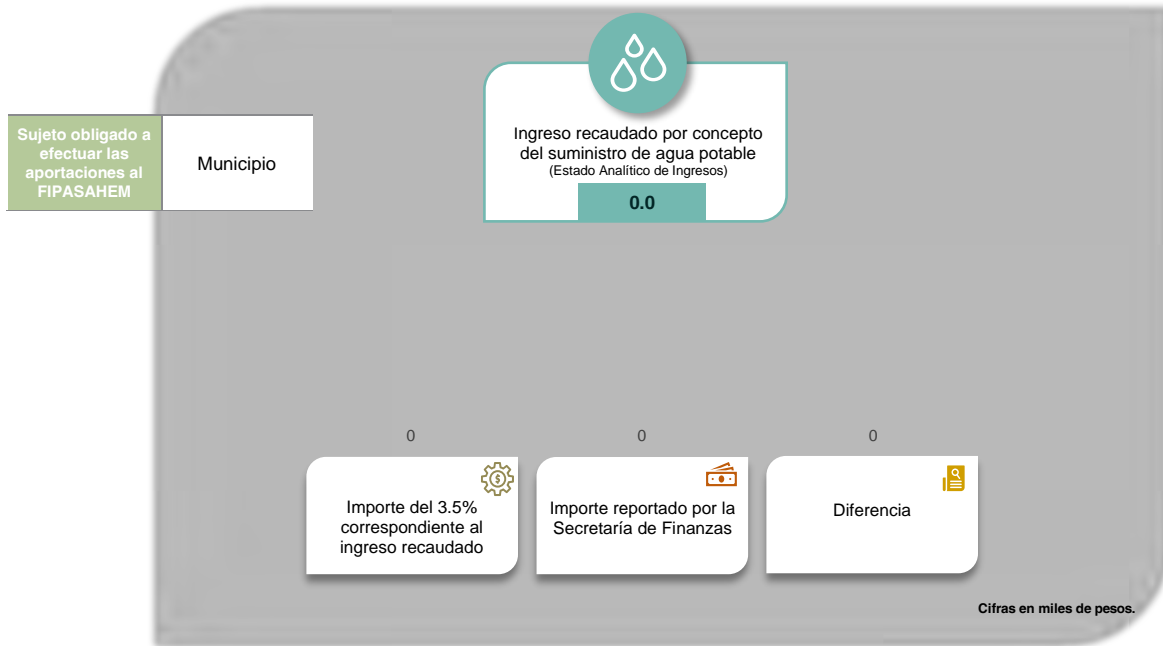 Ingreso recaudado por concepto
del suministro de agua potable
(Estado Analítico de Ingresos)
0.0
Sujeto obligado a
efectuar las
aportaciones al
FIPASAHEM
Municipio
0
0
0
Importe del 3.5%
correspondiente al
ingreso recaudado
Importe reportado por la
Secretaría de Finanzas
Diferencia
Cifras en miles de pesos.